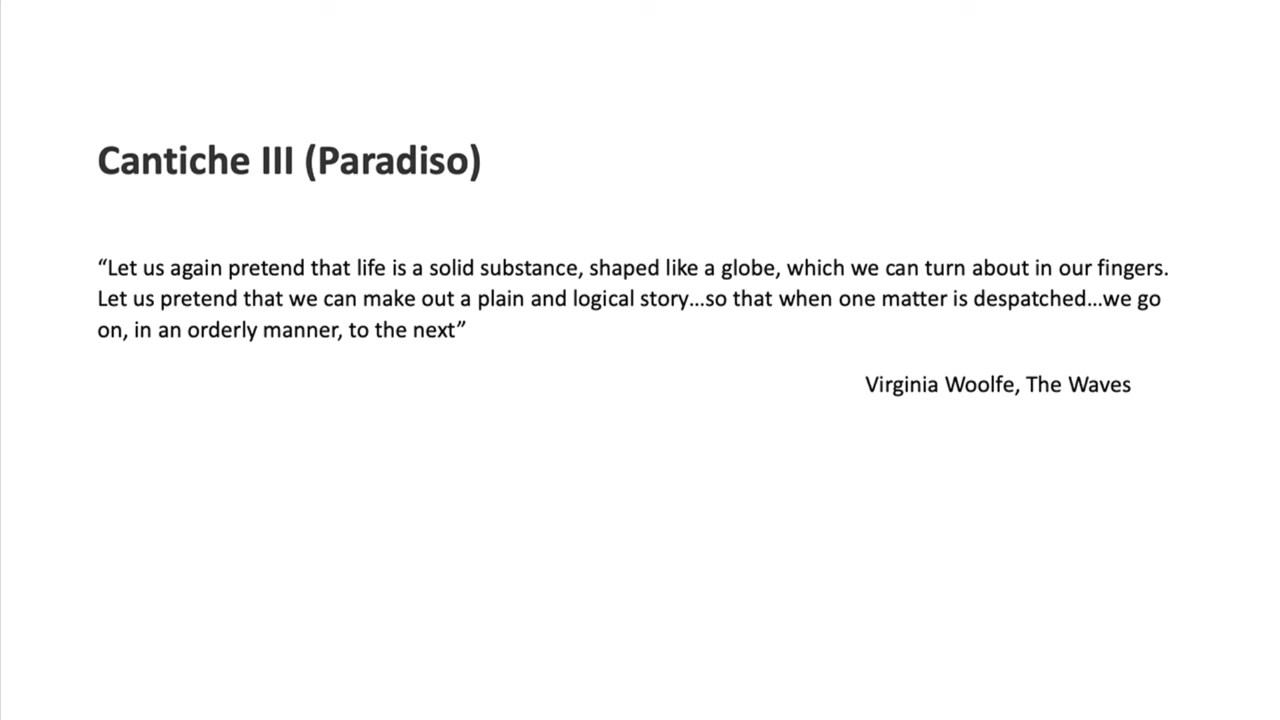 Cantiche III (Paradiso)
“Let us again pretend that life is a solid substance, shaped like a globe, which we can turn about in our fingers.
Let us pretend that we can make out a plain and logical story…so that when one matter is despatched…we go
on, in an orderly manner, to the next”
Virginia Woolfe, The Waves